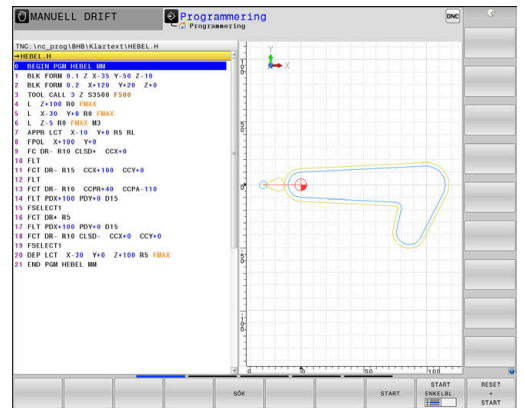 MANUELL DRIFT
Programmering
Programmering
DNC
TNC:\nc_prog\BHB\Klartext\HEBEL.H
→HEBEL.H
0 BEGIN PGM HEBEL MM
1 BLK FORM 0.1 Z X-35 Y-50 Z-10
2 BLK FORM 0.2 X+120 Y+20 Z+0
3 TOOL CALL 3 Z S3500 F500
4 L Z+100 R0 FMAX
5 L X-30 Y+0 R0 FMAX
6 L Z-5 R0 FMAX M3
7 APPR LCT X-10 Y+0 R5 RL
8 FPOL X+100 Y+0
9 FC DR- R10 CLSD+ CCX+0
10 FLT
11 FCT DR- R15 CCX+100 CCY+0
12 FLT
13 FCT DR- R10 CCPR+40 CCPA-110
14 FLT PDX+100 PDY+0 D15
15 FSELECT1
16 FCT DR+ R5
17 FLT PDX+100 PDY+0 D15
18 FCT DR- R10 CLSD- CCX+0 CCY+0
19 FSELECT1
20 DEP LCT X-30 Y+0 Z+100 R5 FMAX
21 END PGM HEBEL MM
Y
X
0
50
100
SÖK
START
START
ENKELBL.
RESET
+
START